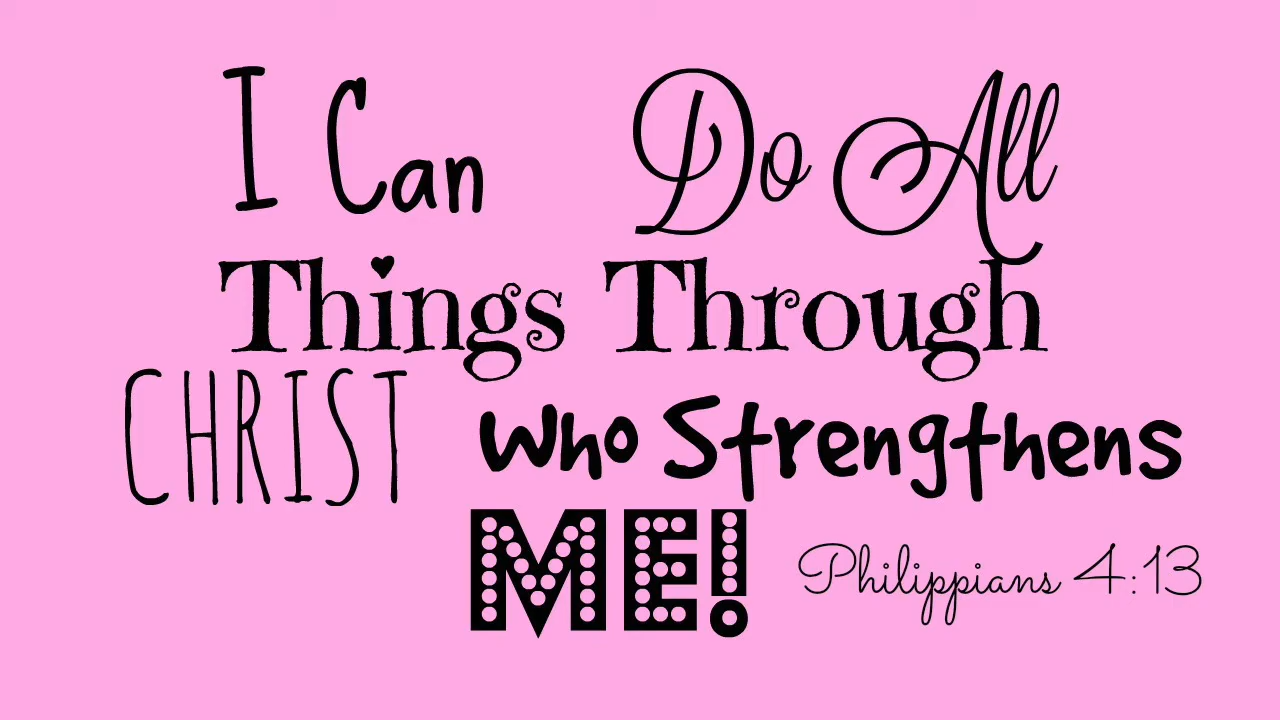 I Can Do All
Things Through
CHRIST Who Strengthens
ME! Philippians 4:13